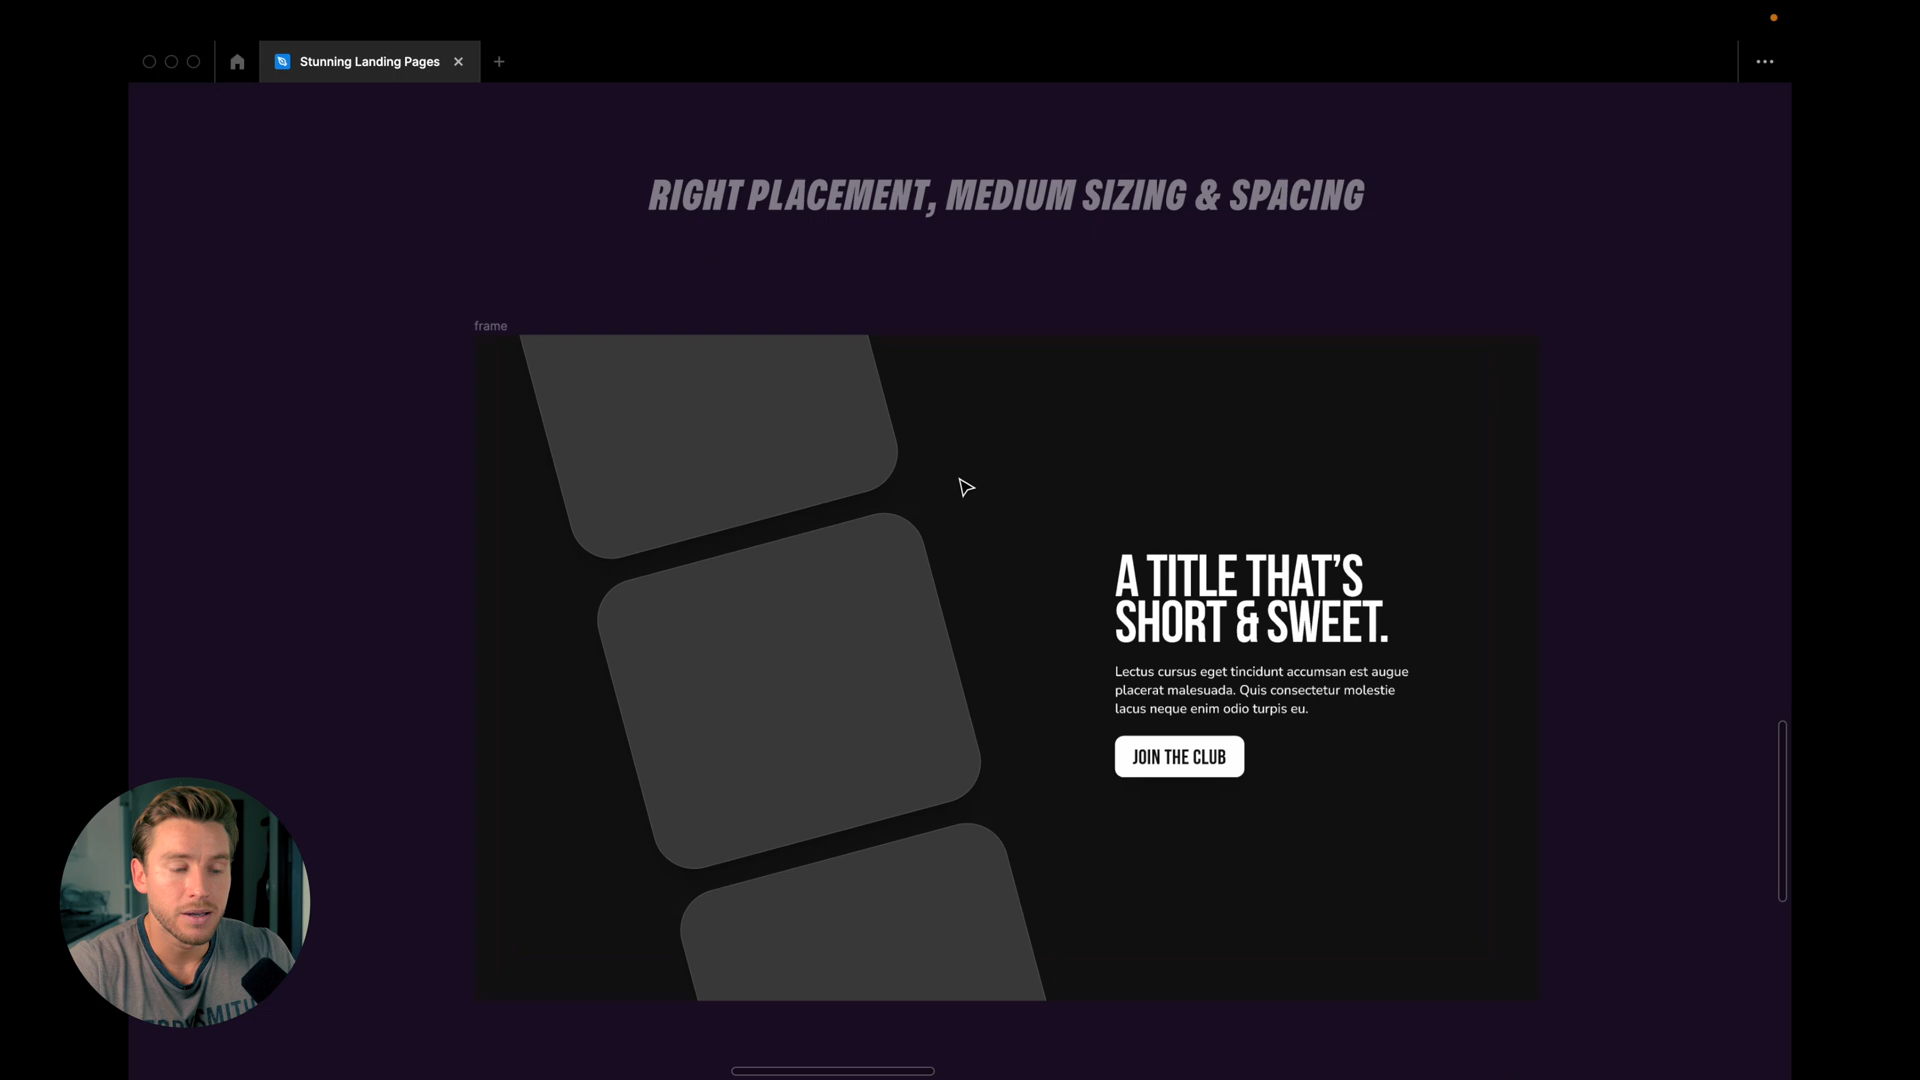 Stunning Landing Pages
RIGHT PLACEMENT, MEDIUM SIZING & SPACING
frame
A TITLE THAT’S
SHORT & SWEET.
Lectus cursus eget tincidunt accumsan est augue
placerat malesuada. Quis consectetur molestie
lacus neque enim odio turpis eu.
JOIN THE CLUB